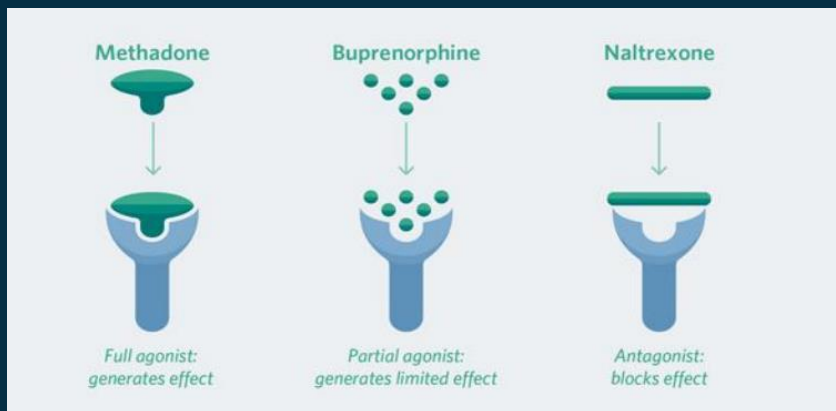 Methadone
Buprenorphine
Naltrexone
Full agonist:
generates effect
Partial agonist:
generates limited effect
Antagonist:
blocks effect